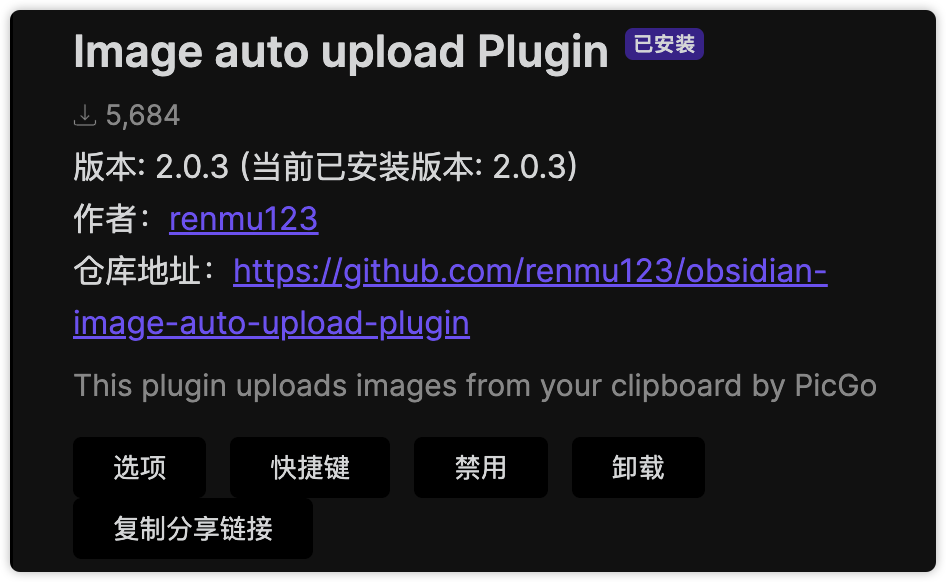 Image auto upload Plugin 已安装
5,684
版本: 2.0.3 (当前已安装版本: 2.0.3)
作者：renmu123
仓库地址：https://github.com/renmu123/obsidian-
image-auto-upload-plugin
This plugin uploads images from your clipboard by PicGo
选项 快捷键 禁用 卸载
复制分享链接